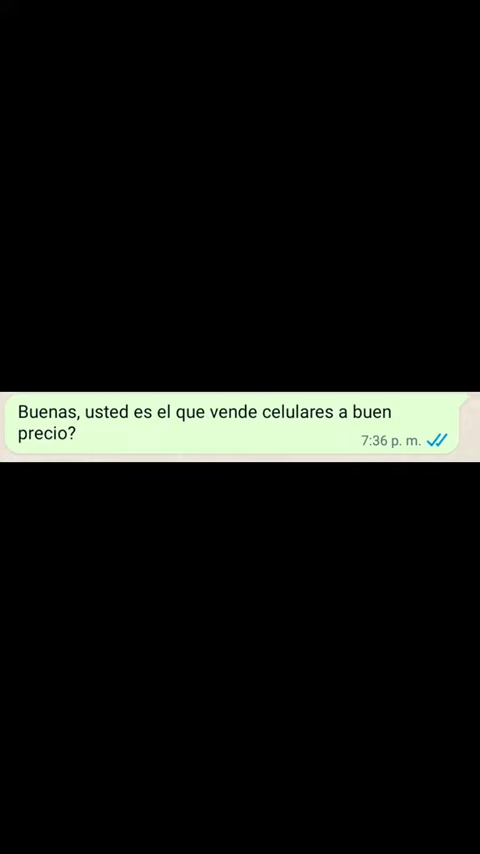 Buenas, usted es el que vende celulares a buen
precio?
7:36 p. m.